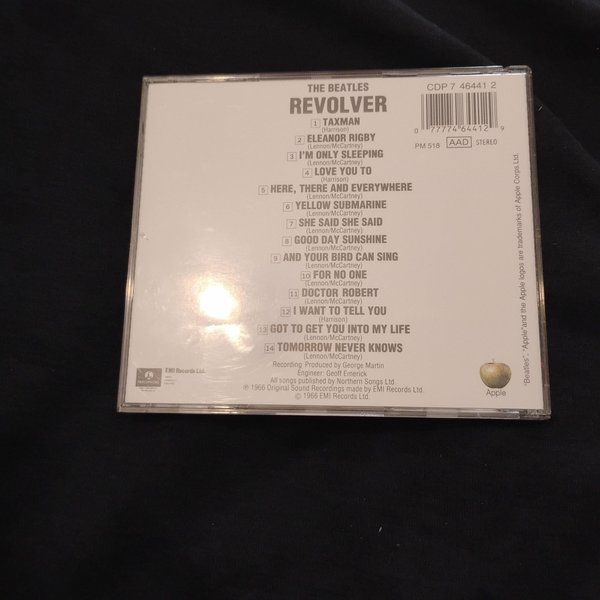 THE BEATLES
REVOLVER
1 TAXMAN
(Harrison)
2 ELEANOR RIGBY
(Lennon/McCartney)
3 I'M ONLY SLEEPING
(Lennon/McCartney)
4 LOVE YOU TO
(Harrison)
5 HERE, THERE AND EVERYWHERE
(Lennon/McCartney)
6 YELLOW SUBMARINE
(Lennon/McCartney)
7 SHE SAID SHE SAID
(Lennon/McCartney)
8 GOOD DAY SUNSHINE
(Lennon/McCartney)
9 AND YOUR BIRD CAN SING
(Lennon/McCartney)
10 FOR NO ONE
(Lennon/McCartney)
11 DOCTOR ROBERT
(Lennon/McCartney)
12 I WANT TO TELL YOU
(Harrison)
13 GOT TO GET YOU INTO MY LIFE
(Lennon/McCartney)
14 TOMORROW NEVER KNOWS
(Lennon/McCartney)
Recording Produced by George Martin
Engineer: Geoff Emerick
All songs published by Northern Songs Ltd
℗ 1966 Original Sound Recordings made by EMI Records Ltd.
© 1966 EMI Records Ltd.
CDP 7 46441 2
0 77774 64412 9
PM 518 AAD STEREO
"Beatles", "Apple" and the Apple logos are trademarks of Apple Corps Ltd.
Apple
EMI Records Ltd.